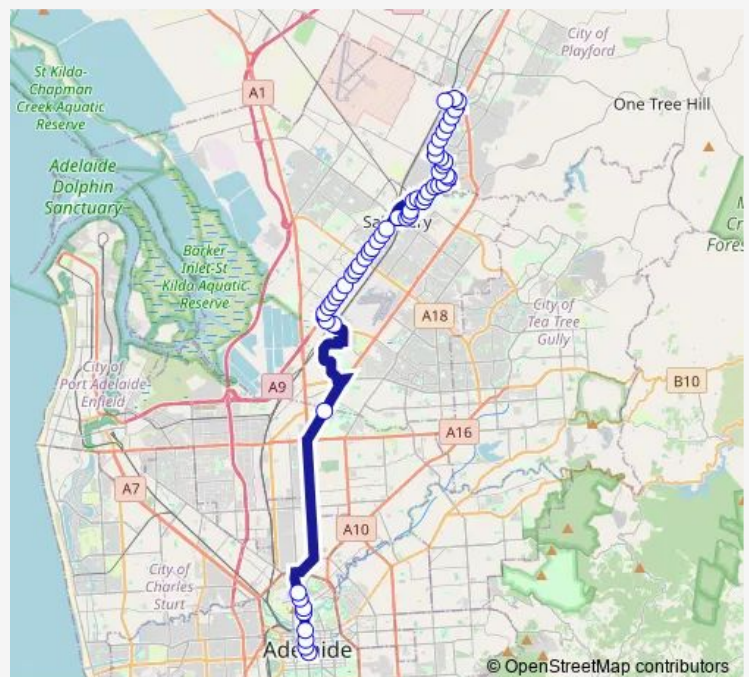 City of
Playford
St Kilda-
Chapman
Creek Aquatic
Reserve
A1
One Tree Hill
Adelaide
Dolphin
Sanctuary
Barker
Inlet-St
Kilda Aquatic
Reserve
A18
City of
Tea Tree
Gully
City of
Port Adelaide
Enfield
A9
B10
A16
A7
A10
City of
Charles
Sturt
Adelaide
© OpenStreetMap contributors